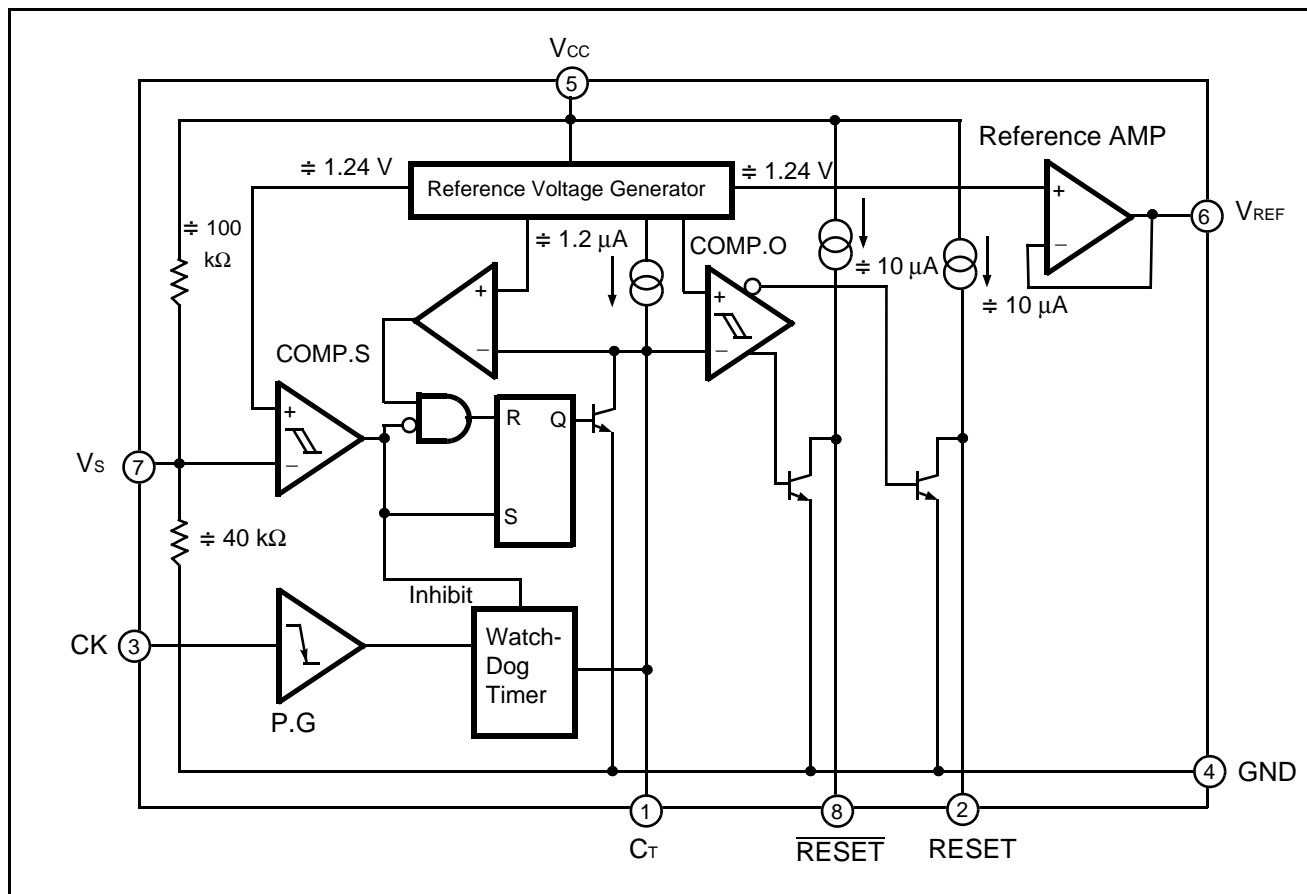 VCC
5
Reference AMP
≑ 1.24 V
Reference Voltage Generator
≑ 1.24 V
+
−
6
VREF
≑ 100
kΩ
≑ 1.2 μA
COMP.O
≑ 10 μA
≑ 10 μA
+
−
+
−
COMP.S
+
−
R
Q
S
VS
7
≑ 40 kΩ
Inhibit
CK
3
Watch-
Dog
Timer
P.G
4
GND
1
8
2
CT
RESET
RESET